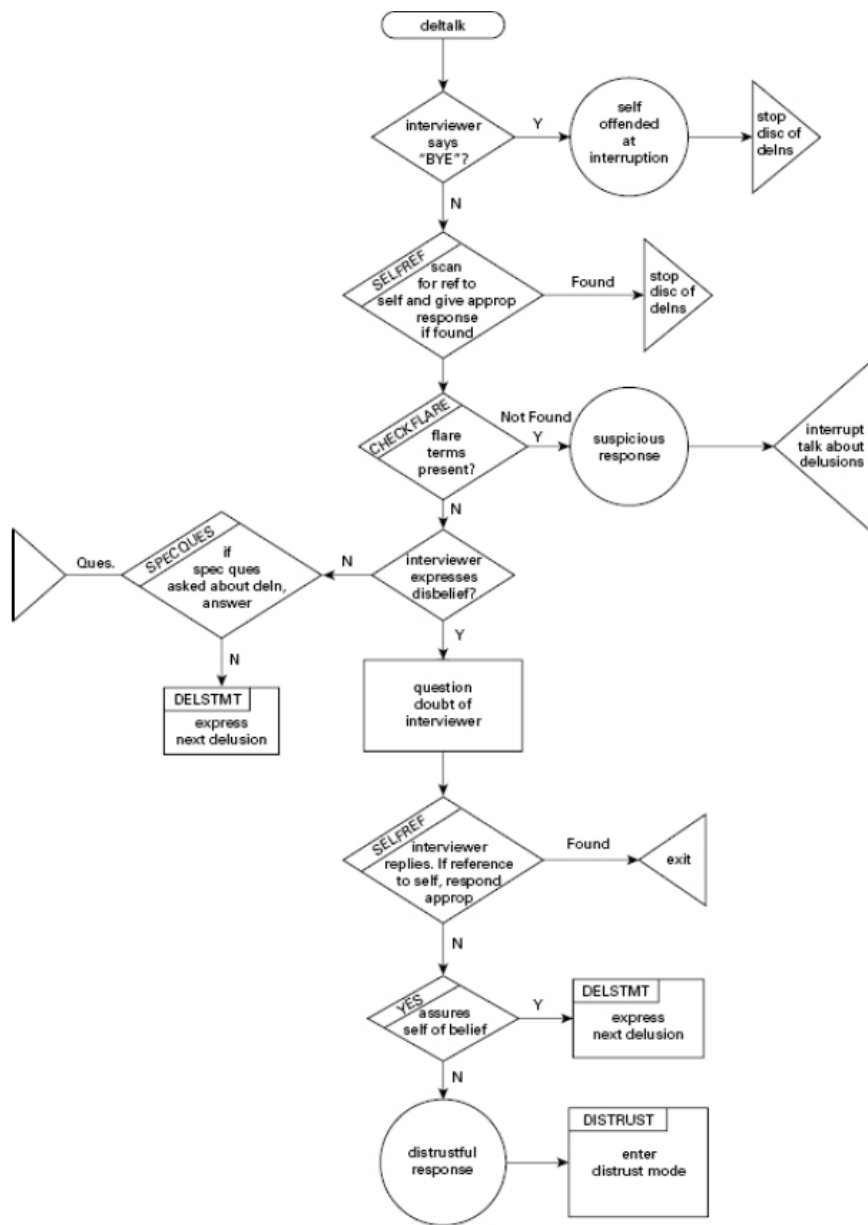 deltalk
interviewer
says
"BYE"?
Y
self
offended
at
interruption
stop
disc of
delns
N
SELFREF
scan
for ref to
self and give approp
response
if found
Found
stop
disc of
delns
CHECKFLARE
flare
terms
present?
Not Found
Y
suspicious
response
interrupt
talk about
delusions
N
interviewer
expresses
disbelief?
N
SPECQUES
if
spec ques
asked about deln,
answer
Ques.
N
DELSTMT
express
next delusion
Y
question
doubt of
interviewer
SELFREF
interviewer
replies. If reference
to self, respond
approp
Found
exit
N
YES
assures
self of belief
Y
DELSTMT
express
next delusion
N
distrustful
response
DISTRUST
enter
distrust mode